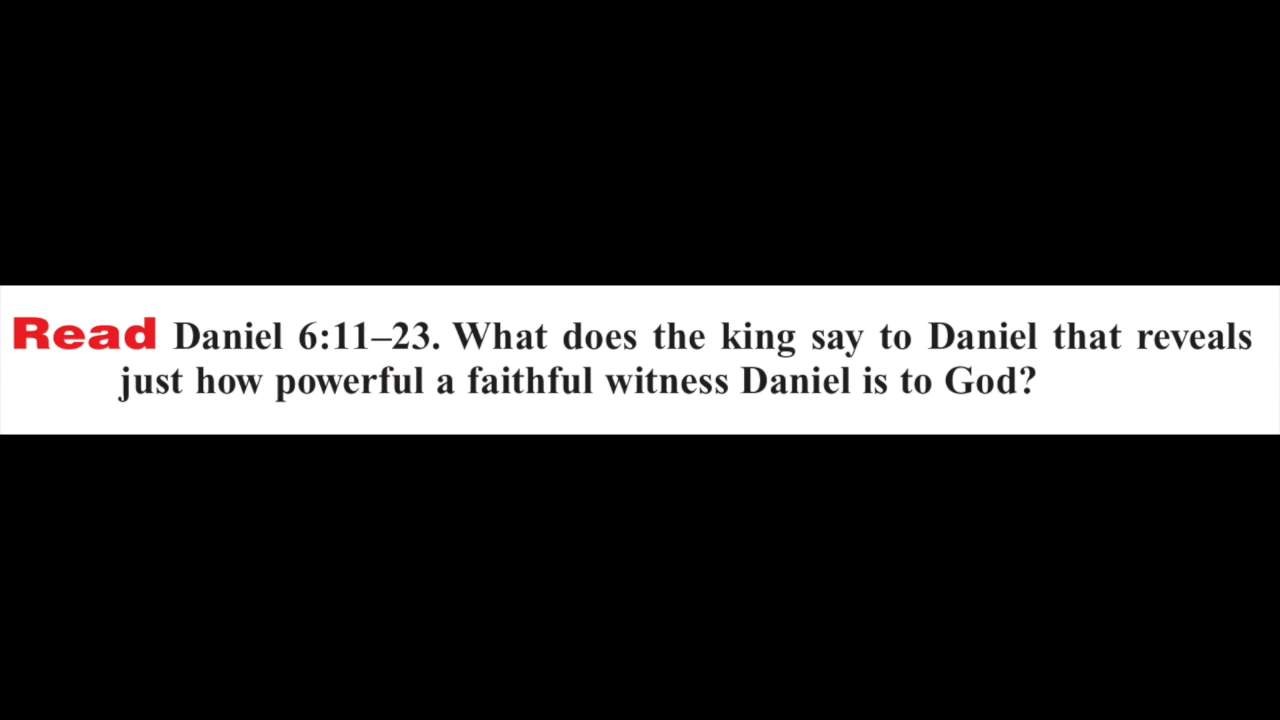 Read Daniel 6:11–23. What does the king say to Daniel that reveals
just how powerful a faithful witness Daniel is to God?